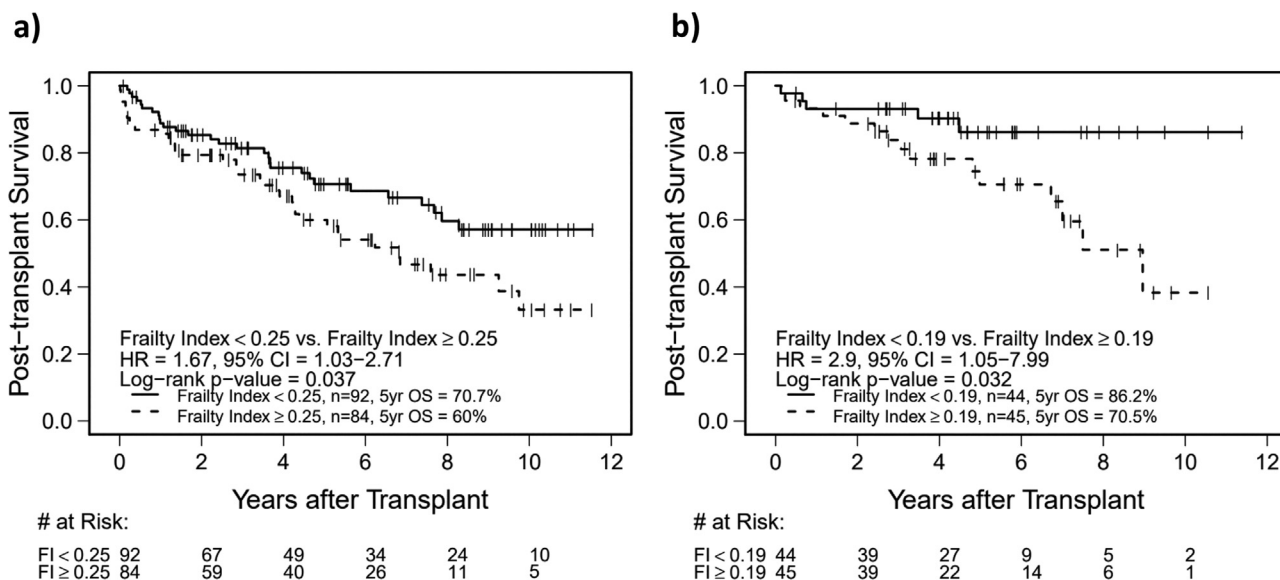 a)
Post-transplant Survival
1.0
0.8
0.6
0.4
0.2
0.0
Frailty Index < 0.25 vs. Frailty Index ≥ 0.25
HR = 1.67, 95% CI = 1.03−2.71
Log−rank p−value = 0.037
Frailty Index < 0.25, n=92, 5yr OS = 70.7%
Frailty Index ≥ 0.25, n=84, 5yr OS = 60%
0 2 4 6 8 10 12
Years after Transplant
# at Risk:
FI < 0.25 92 67 49 34 24 10
FI ≥ 0.25 84 59 40 26 11 5
b)
Post-transplant Survival
1.0
0.8
0.6
0.4
0.2
0.0
Frailty Index < 0.19 vs. Frailty Index ≥ 0.19
HR = 2.9, 95% CI = 1.05−7.99
Log−rank p−value = 0.032
Frailty Index < 0.19, n=44, 5yr OS = 86.2%
Frailty Index ≥ 0.19, n=45, 5yr OS = 70.5%
0 2 4 6 8 10 12
Years after Transplant
# at Risk:
FI < 0.19 44 39 27 9 5 2
FI ≥ 0.19 45 39 22 14 6 1